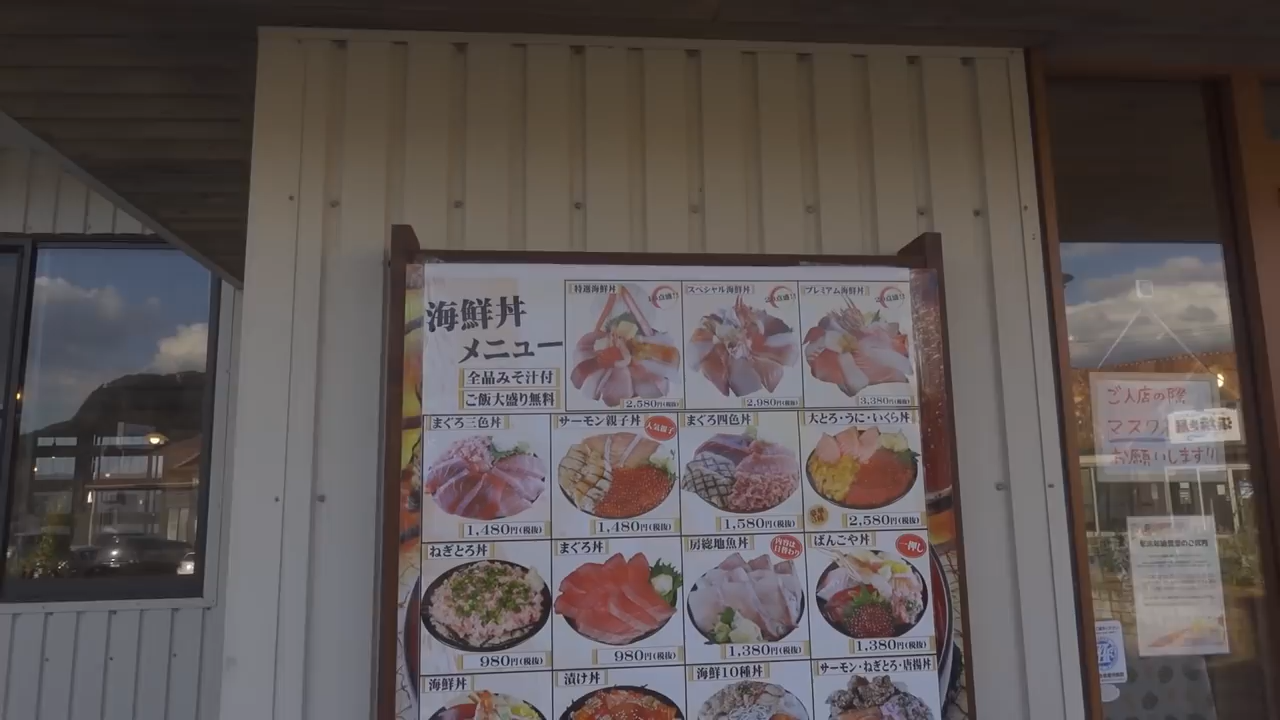 海鮮丼
メニュー
全品みそ汁付
ご飯大盛り無料
特選海鮮丼
2,580円(税抜)
スペシャル海鮮丼
2,980円(税抜)
プレミアム海鮮丼
3,380円(税抜)
まぐろ三色丼
1,480円(税抜)
サーモン親子丼
人気親子
1,480円(税抜)
まぐろ四色丼
1,580円(税抜)
大とろ・うに・いくら丼
2,580円(税抜)
ねぎとろ丼
980円(税抜)
まぐろ丼
980円(税抜)
房総地魚丼
内容は
日替わり
1,380円(税抜)
ばんごや丼
一押し
1,380円(税抜)
海鮮丼
漬け丼
海鮮10種丼
サーモン・ねぎとろ・唐揚丼
ご入店の際
マスク
お願いします!!